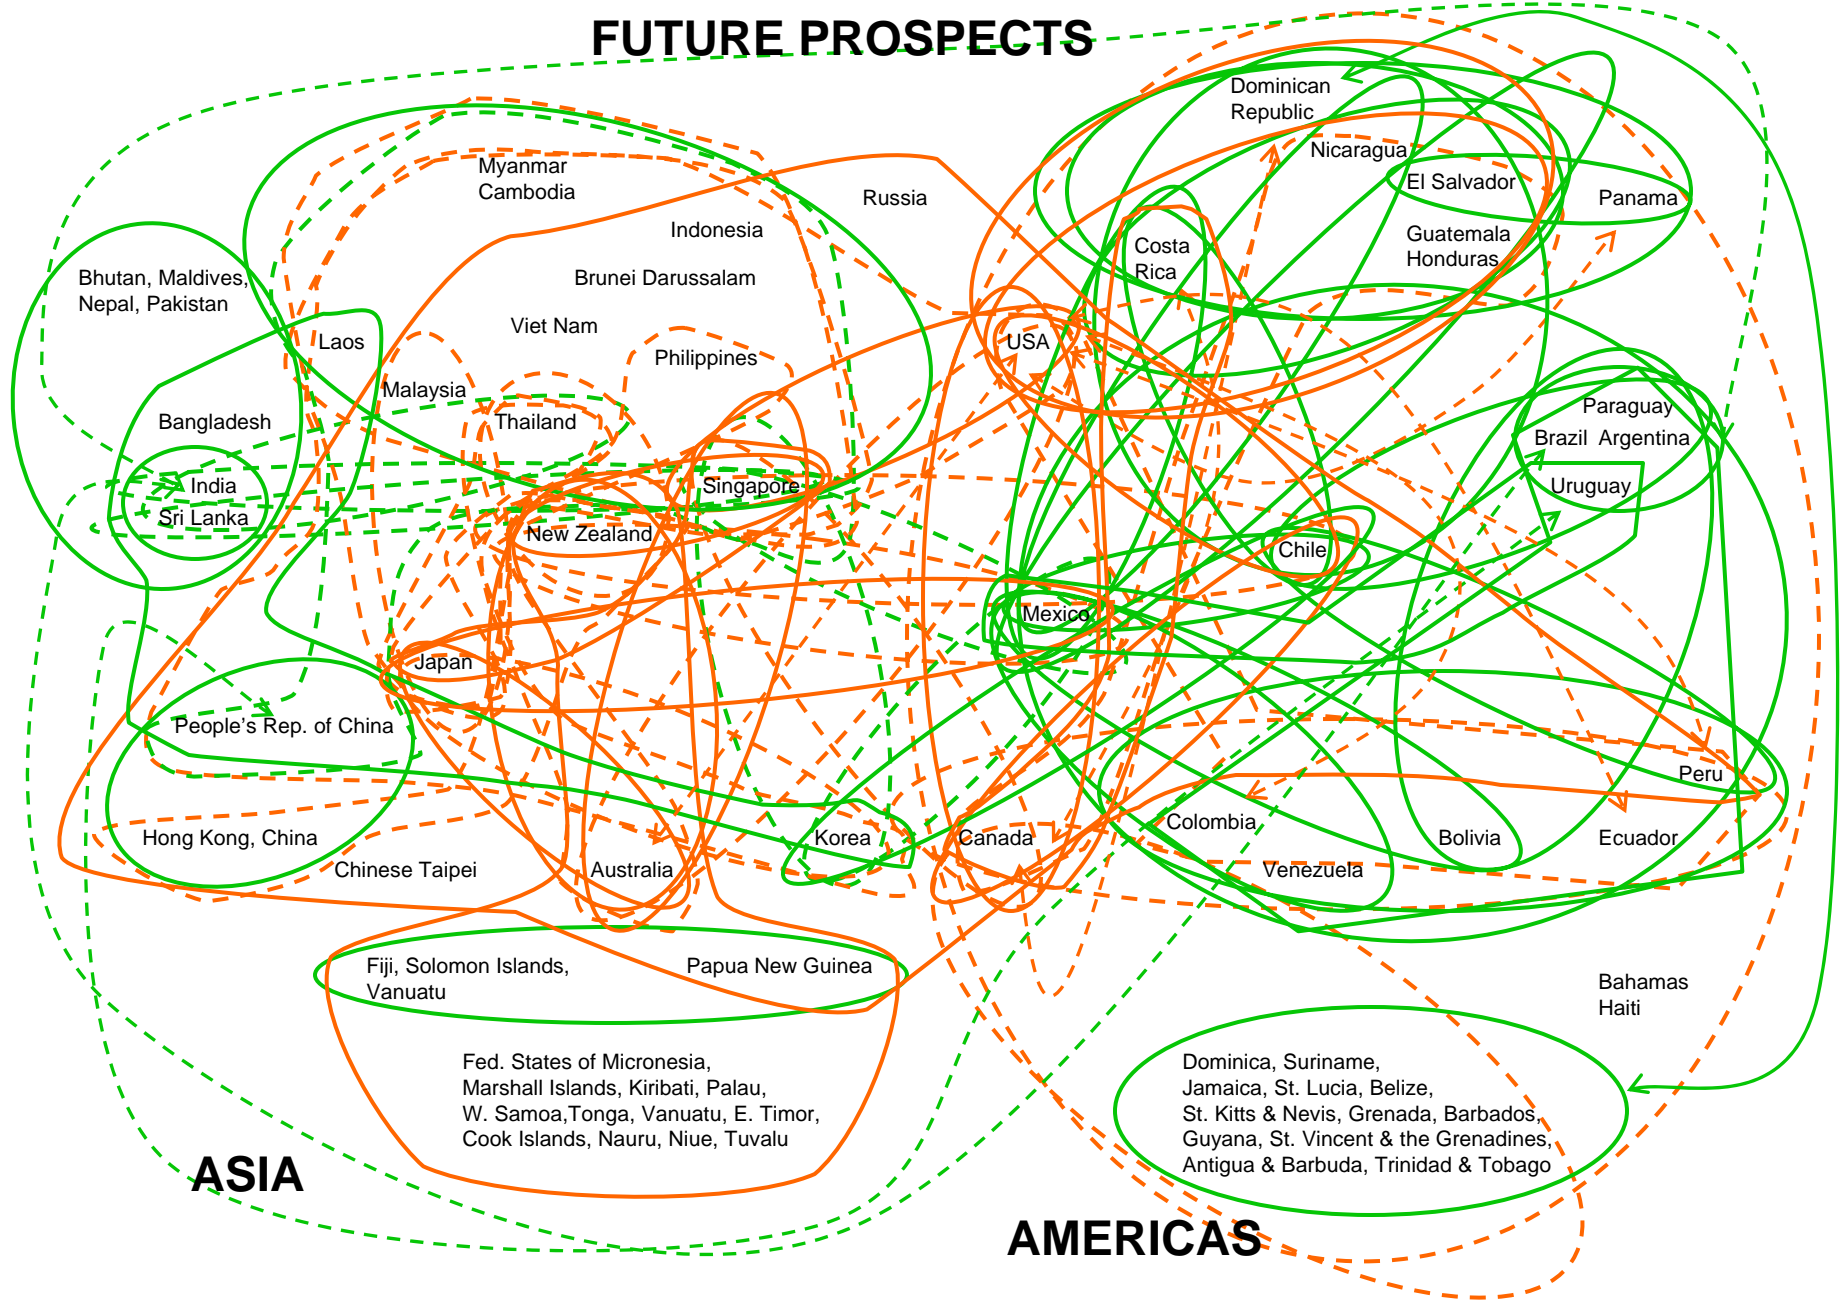 FUTURE PROSPECTS
Dominican
Republic
Myanmar
Cambodia
Nicaragua
Russia
El Salvador
Panama
Indonesia
Costa
Rica
Guatemala
Honduras
Bhutan, Maldives,
Nepal, Pakistan
Brunei Darussalam
Viet Nam
Laos
USA
Philippines
Malaysia
Paraguay
Bangladesh
Thailand
Brazil Argentina
India
Singapore
Uruguay
Sri Lanka
New Zealand
Chile
Mexico
Japan
People's Rep. of China
Peru
Colombia
Hong Kong, China
Korea
Canada
Bolivia
Ecuador
Chinese Taipei
Australia
Venezuela
Fiji, Solomon Islands,
Vanuatu
Papua New Guinea
Bahamas
Haiti
Fed. States of Micronesia,
Marshall Islands, Kiribati, Palau,
W. Samoa,Tonga, Vanuatu, E. Timor,
Cook Islands, Nauru, Niue, Tuvalu
Dominica, Suriname,
Jamaica, St. Lucia, Belize,
St. Kitts & Nevis, Grenada, Barbados,
Guyana, St. Vincent & the Grenadines,
Antigua & Barbuda, Trinidad & Tobago
ASIA
AMERICAS